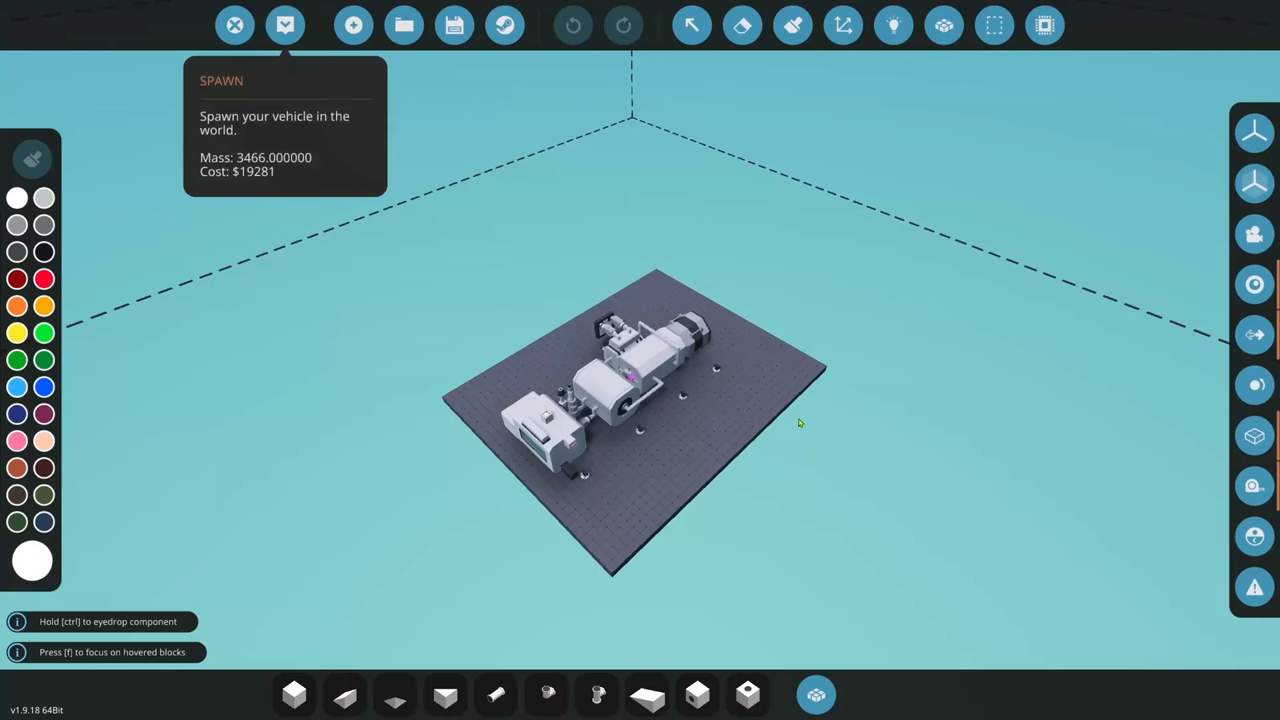 SPAWN
Spawn your vehicle in the
world.
Mass: 3466.000000
Cost: $19281
Hold [ctrl] to eyedrop component
Press [f] to focus on hovered blocks
v1.9.18 64Bit